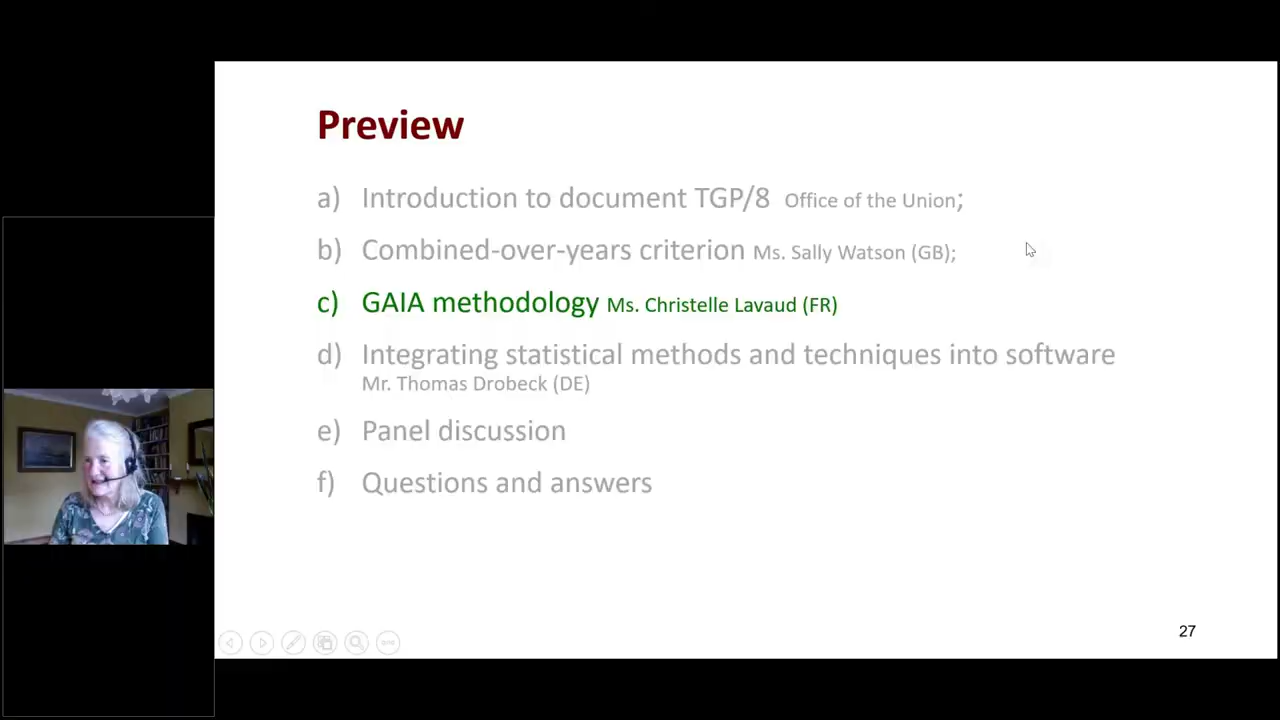 Preview
a) Introduction to document TGP/8 Office of the Union;
b) Combined-over-years criterion Ms. Sally Watson (GB);
c) GAIA methodology Ms. Christelle Lavaud (FR)
d) Integrating statistical methods and techniques into software
Mr. Thomas Drobeck (DE)
e) Panel discussion
f) Questions and answers
27